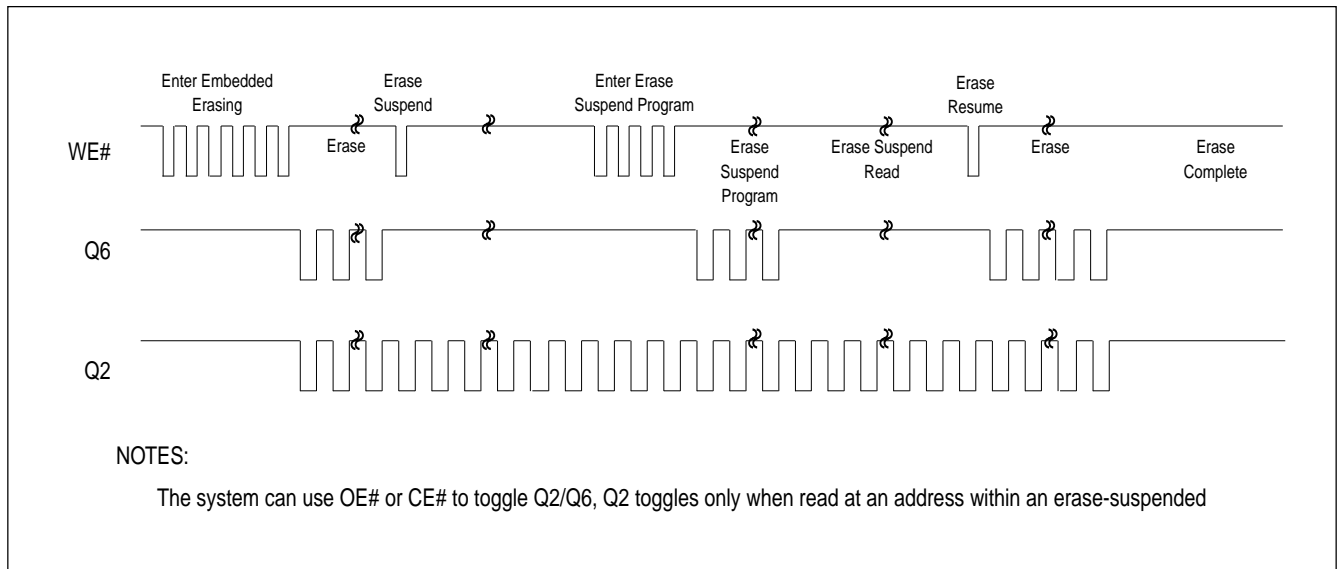 Enter Embedded
Erasing
Erase
Suspend
Enter Erase
Suspend Program
Erase
Resume
WE#
Erase
Erase
Suspend
Program
Erase Suspend
Read
Erase
Erase
Complete
Q6
Q2
NOTES:
The system can use OE# or CE# to toggle Q2/Q6, Q2 toggles only when read at an address within an erase-suspended